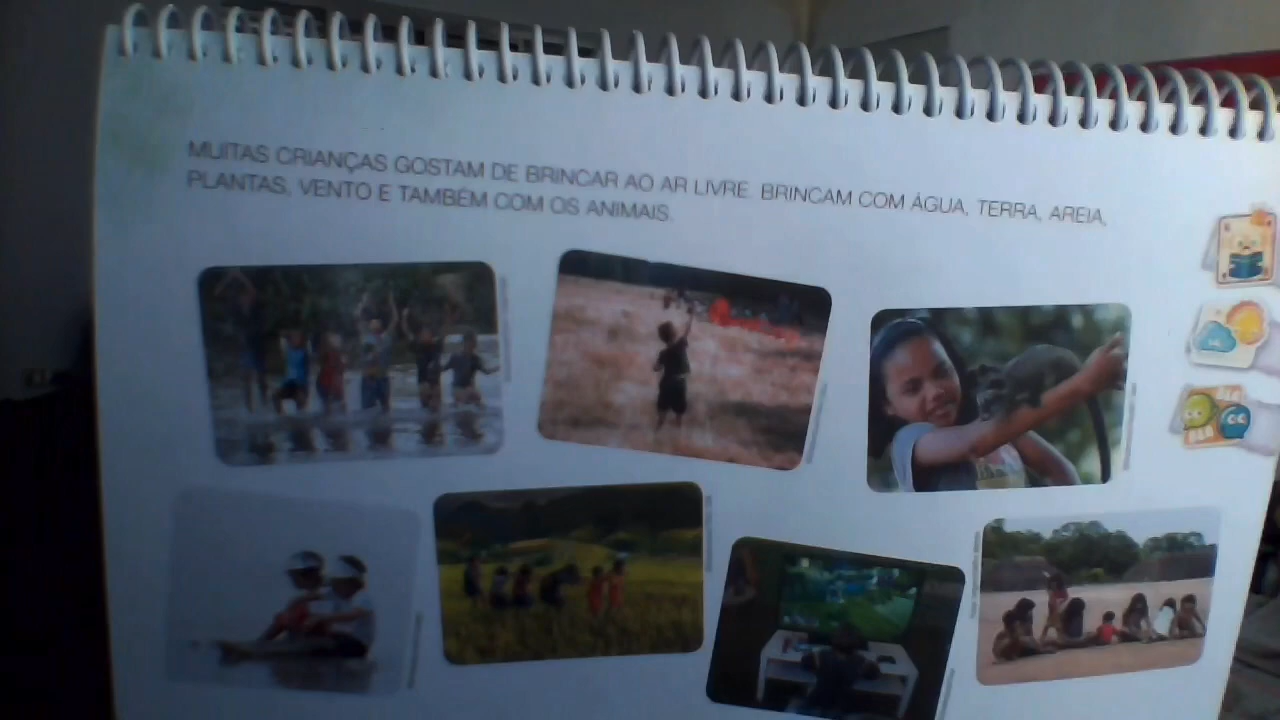 MUITAS CRIANÇAS GOSTAM DE BRINCAR AO AR LIVRE. BRINCAM COM ÁGUA, TERRA, AREIA,
PLANTAS, VENTO E TAMBÉM COM OS ANIMAIS.